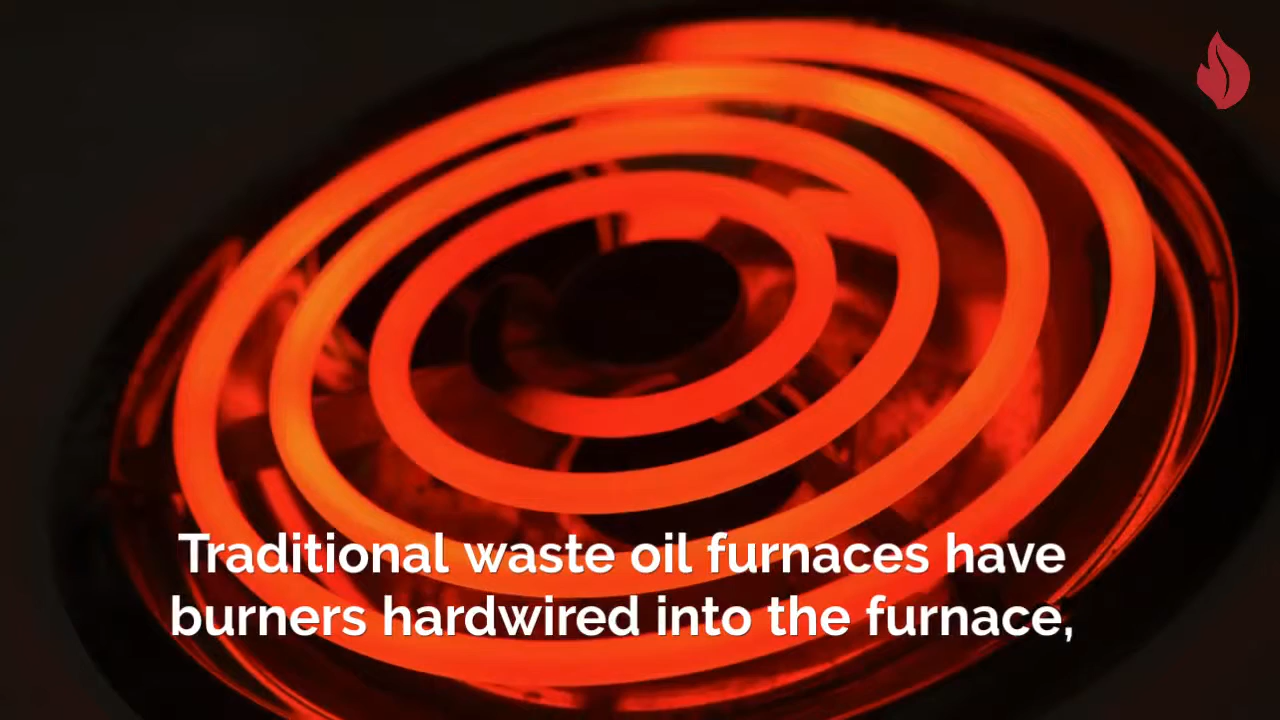 Traditional waste oil furnaces have
burners hardwired into the furnace,